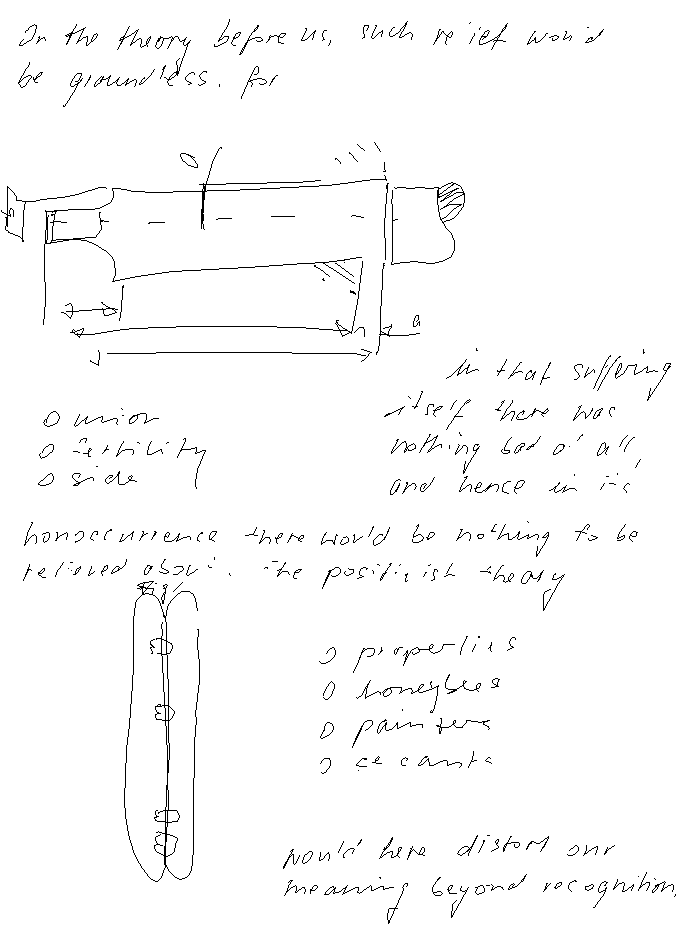 In the theory before us, such relief would
be groundless. for
a
in that suffering
itself there was
nothing bad at all,
and hence in its
o union
o fertility
o side
nonoccurrence there would be nothing to be
relieved about. The positivist theory
o properties
o honeybees
o painters
o secants
would here distort our
meaning beyond recognition.